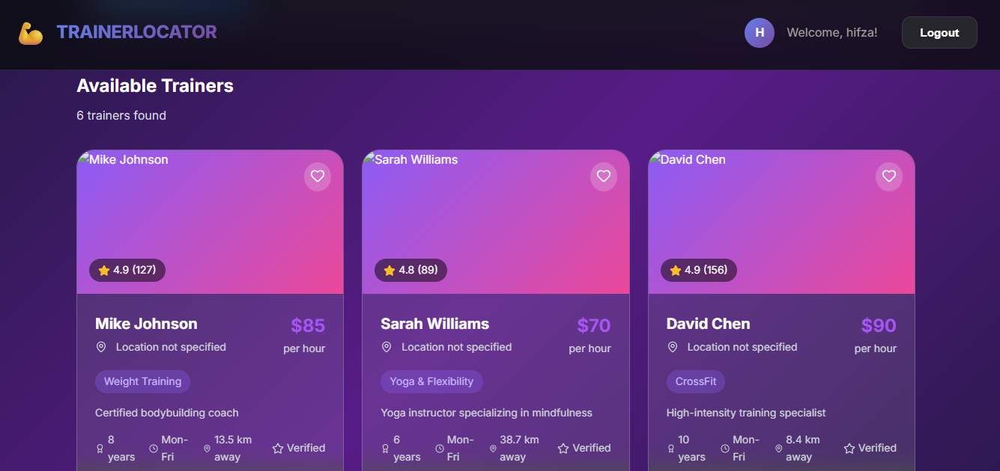 TRAINERLOCATOR
H
Welcome, hifza!
Logout
Available Trainers
6 trainers found
Mike Johnson
4.9 (127)
Mike Johnson
$85
Location not specified
per hour
Weight Training
Certified bodybuilding coach
8 years
Mon-Fri
13.5 km away
Verified
Sarah Williams
4.8 (89)
Sarah Williams
$70
Location not specified
per hour
Yoga & Flexibility
Yoga instructor specializing in mindfulness
6 years
Mon-Fri
38.7 km away
Verified
David Chen
4.9 (156)
David Chen
$90
Location not specified
per hour
CrossFit
High-intensity training specialist
10 years
Mon-Fri
8.4 km away
Verified